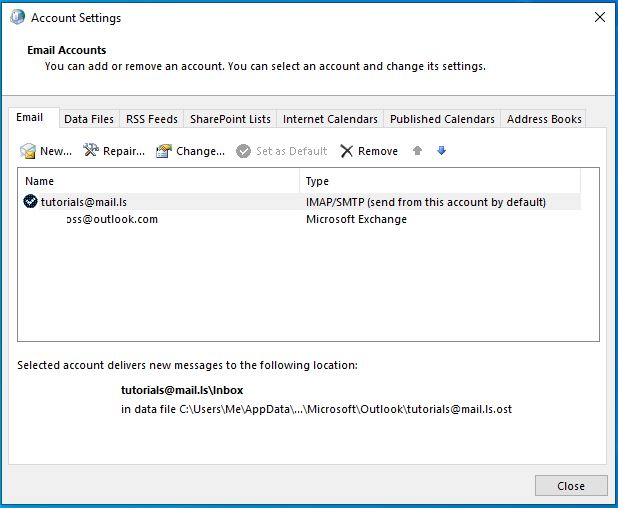 Account Settings
Email Accounts
You can add or remove an account. You can select an account and change its settings.
Email Data Files RSS Feeds SharePoint Lists Internet Calendars Published Calendars Address Books
New... Repair... Change... Set as Default Remove
Name Type
tutorials@mail.ls IMAP/SMTP (send from this account by default)
oss@outlook.com Microsoft Exchange
Selected account delivers new messages to the following location:
tutorials@mail.ls\Inbox
in data file C:\Users\Me\AppData\...\Microsoft\Outlook\tutorials@mail.ls.ost
Close